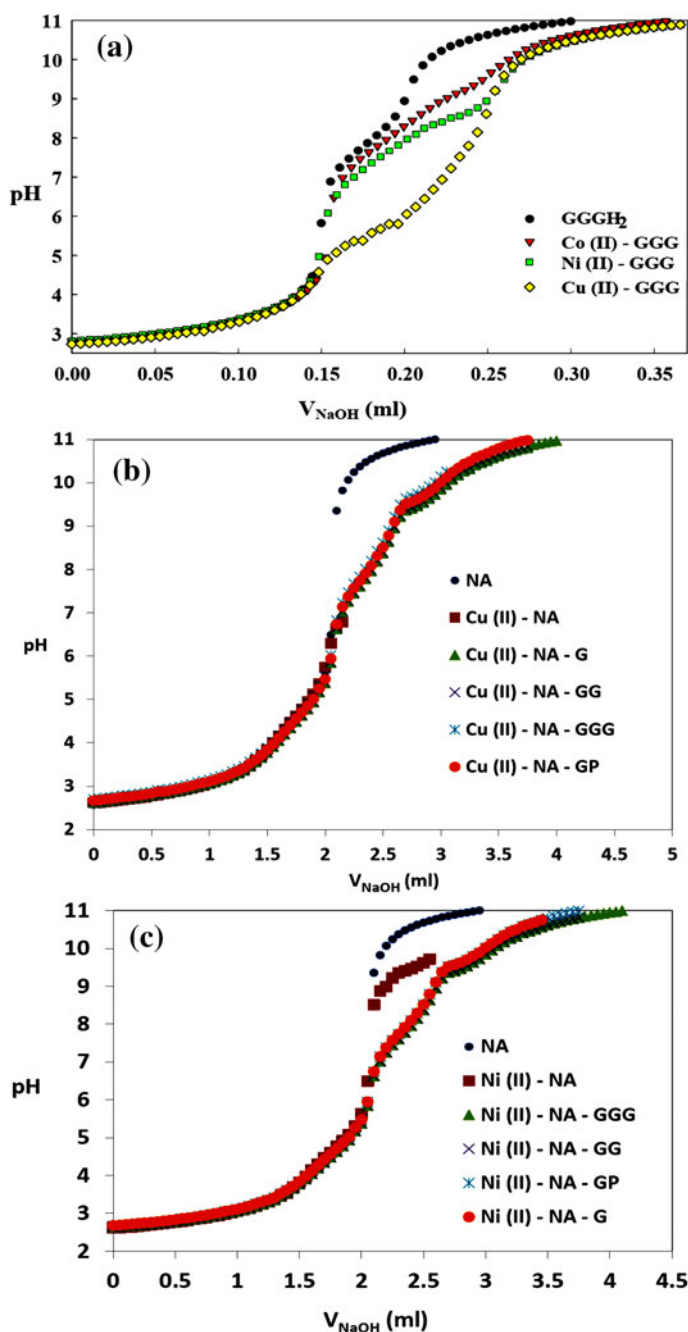 (a)
11
10
9
8
7
6
5
4
3
pH
GGGH2
Co (II) - GGG
Ni (II) - GGG
Cu (II) - GGG
0.00 0.05 0.10 0.15 0.20 0.25 0.30 0.35
VNaOH (ml)
(b)
11
10
9
8
7
6
5
4
3
2
pH
NA
Cu (II) - NA
Cu (II) - NA - G
Cu (II) - NA - GG
Cu (II) - NA - GGG
Cu (II) - NA - GP
0 0.5 1 1.5 2 2.5 3 3.5 4 4.5 5
VNaOH (ml)
(c)
11
10
9
8
7
6
5
4
3
2
pH
NA
Ni (II) - NA
Ni (II) - NA - GGG
Ni (II) - NA - GG
Ni (II) - NA - GP
Ni (II) - NA - G
0 0.5 1 1.5 2 2.5 3 3.5 4 4.5
VNaOH (ml)